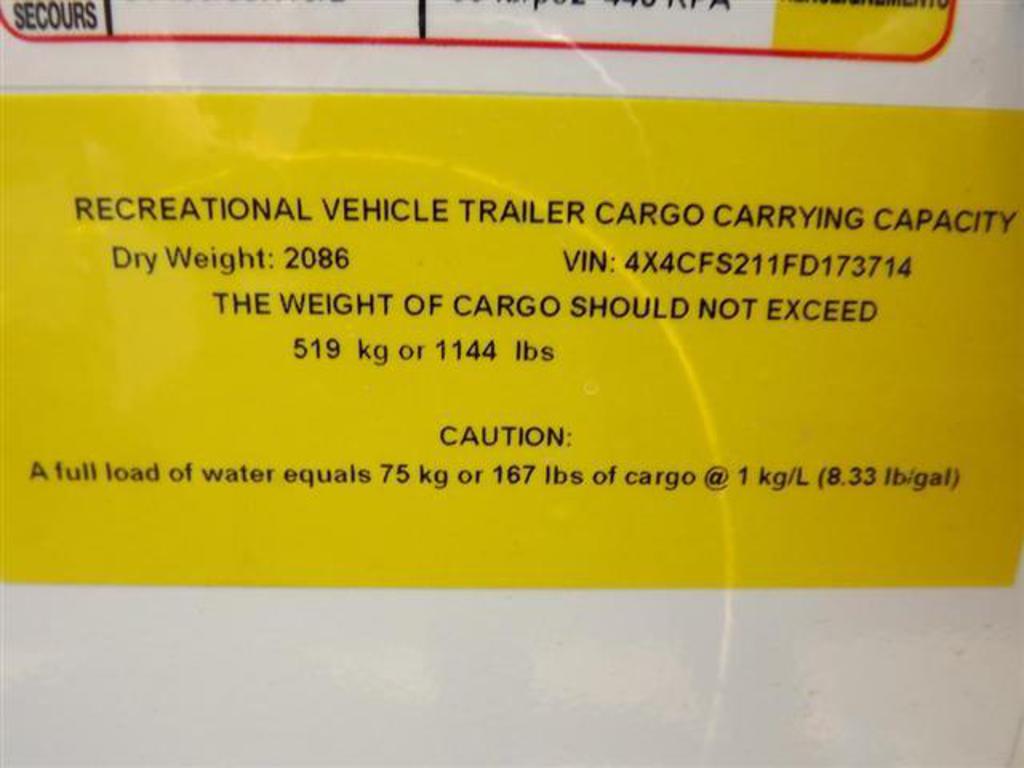 SECOURS
RECREATIONAL VEHICLE TRAILER CARGO CARRYING CAPACITY
Dry Weight: 2086 VIN: 4X4CFS211FD173714
THE WEIGHT OF CARGO SHOULD NOT EXCEED
519 kg or 1144 lbs
CAUTION:
A full load of water equals 75 kg or 167 lbs of cargo @ 1 kg/L (8.33 lb/gal)